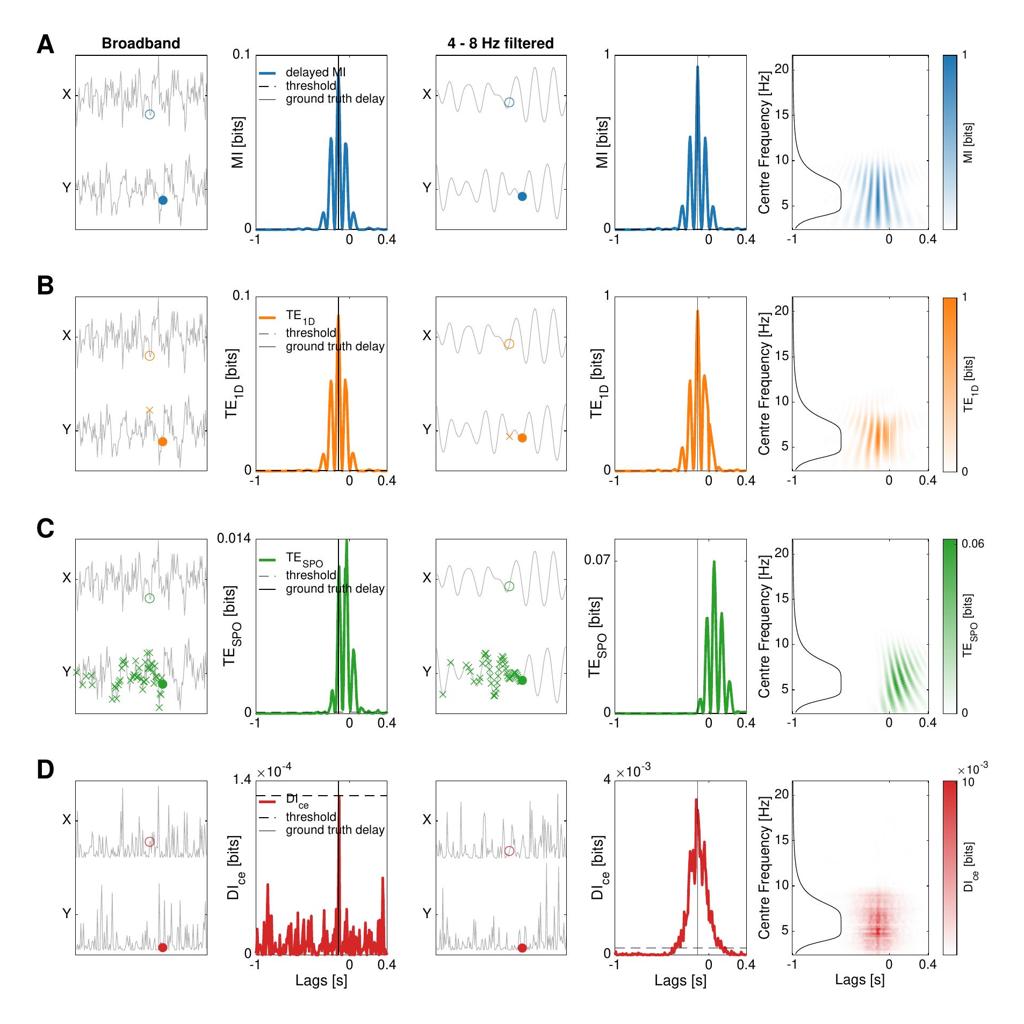 A
Broadband
4 - 8 Hz filtered
X
Y
0.1
MI [bits]
0
delayed MI
threshold
ground truth delay
-1 0 0.4
X
Y
1
MI [bits]
0
-1 0 0.4
20
15
10
5
Centre Frequency [Hz]
-1 0 0.4
1
0
MI [bits]
B
X
Y
0.1
TE1D [bits]
0
TE1D
threshold
ground truth delay
-1 0 0.4
X
Y
1
TE1D [bits]
0
-1 0 0.4
20
15
10
5
Centre Frequency [Hz]
-1 0 0.4
1
0
TE1D [bits]
C
X
Y
0.014
TESPO [bits]
0
TESPO
threshold
ground truth delay
-1 0 0.4
X
Y
0.07
TESPO [bits]
0
-1 0 0.4
20
15
10
5
Centre Frequency [Hz]
-1 0 0.4
0.06
0
TESPO [bits]
D
X
Y
1.4 ×10-4
DIce [bits]
0
DIce
threshold
ground truth delay
-1 0 0.4
Lags [s]
X
Y
4 ×10-3
DIce [bits]
0
-1 0 0.4
Lags [s]
20
15
10
5
Centre Frequency [Hz]
-1 0 0.4
Lags [s]
×10-3
10
0
DIce [bits]